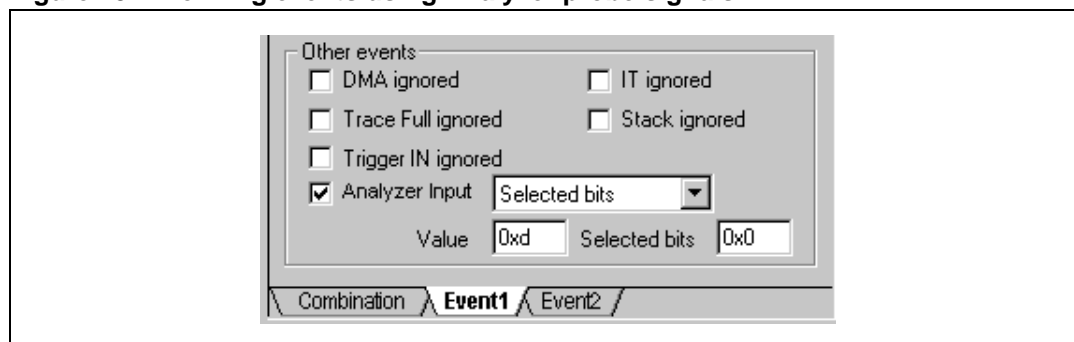 Other events
DMA ignored IT ignored
Trace Full ignored Stack ignored
Trigger IN ignored
Analyzer Input Selected bits
Value 0xd Selected bits 0x0
Combination Event1 Event2